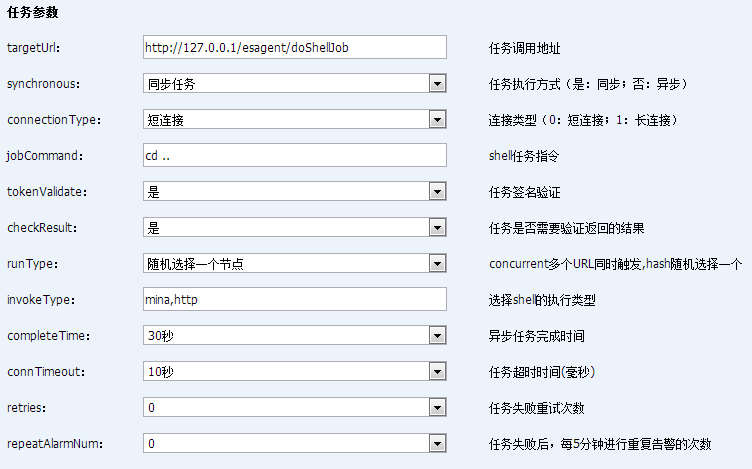 任务参数
targetUrl: http://127.0.0.1/esagent/doShellJob 任务调用地址
synchronous: 同步任务 任务执行方式（是：同步；否：异步）
connectionType: 短连接 连接类型（0：短连接；1：长连接）
jobCommand: cd .. shell任务指令
tokenValidate: 是 任务签名验证
checkResult: 是 任务是否需要验证返回的结果
runType: 随机选择一个节点 concurrent多个URL同时触发,hash随机选择一个
invokeType: mina,http 选择shell的执行类型
completeTime: 30秒 异步任务完成时间
connTimeout: 10秒 任务超时时间(毫秒)
retries: 0 任务失败重试次数
repeatAlarmNum: 0 任务失败后，每5分钟进行重复告警的次数